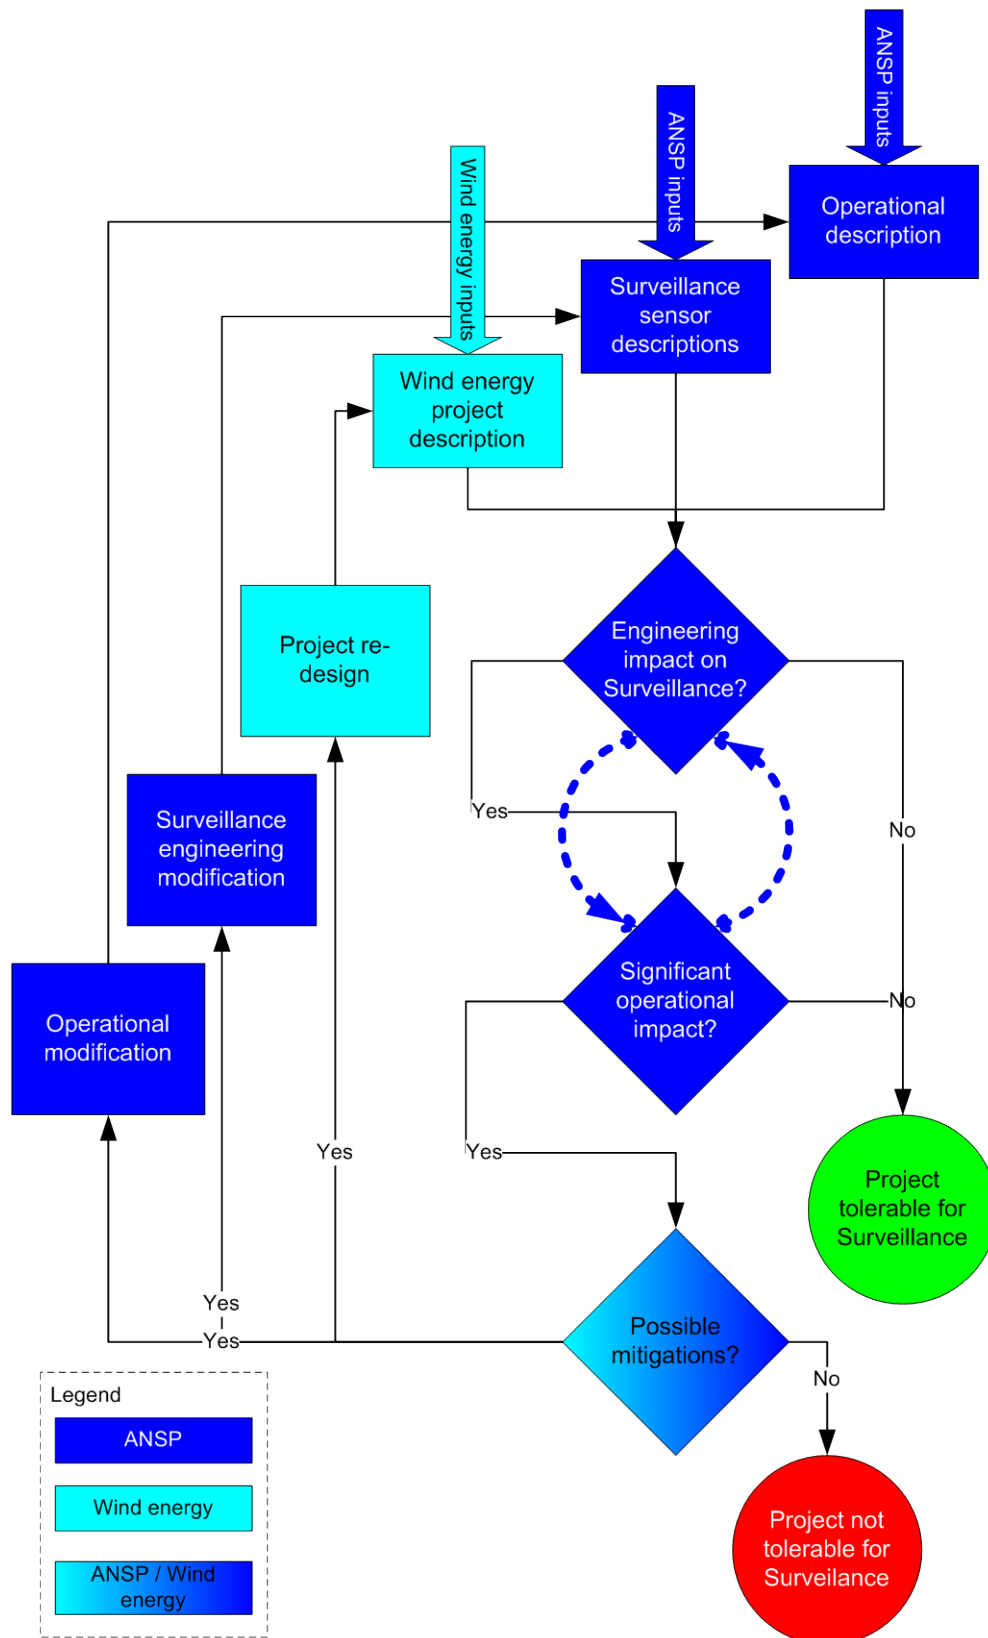 ANSP inputs
ANSP inputs
Wind energy inputs
Operational
description
Surveillance
sensor
descriptions
Wind energy
project
description
Engineering
impact on
Surveillance?
Project re-
design
Yes
No
Surveillance
engineering
modification
Significant
operational
impact?
No
Operational
modification
Yes
Yes
Project
tolerable for
Surveillance
Yes
Yes
Possible
mitigations?
No
Legend
ANSP
Wind energy
ANSP / Wind
energy
Project not
tolerable for
Surveilance